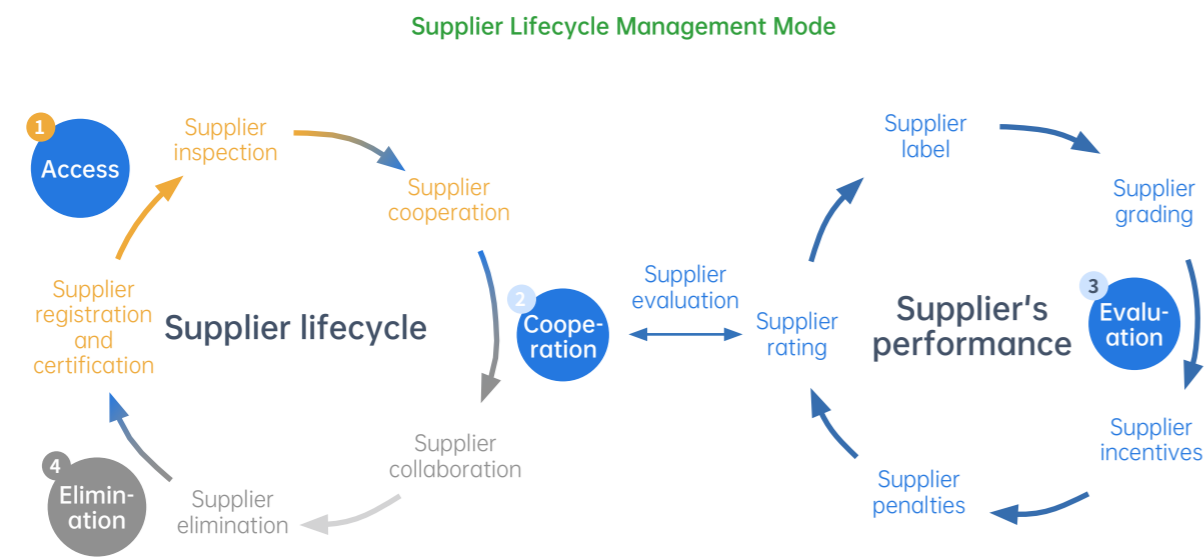 Supplier Lifecycle Management Mode
1
Access
Supplier
inspection
Supplier
cooperation
Supplier
registration
and
certification
Supplier lifecycle
2
Coope-
ration
Supplier
collaboration
Supplier
elimination
4
Elimin-
ation
Supplier
evaluation
Supplier
rating
Supplier
label
Supplier
grading
Supplier's
performance
3
Evalu-
ation
Supplier
incentives
Supplier
penalties